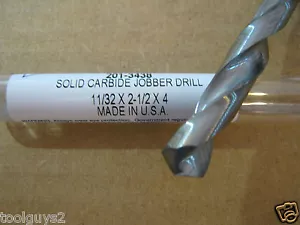 201-3438
SOLID CARBIDE JOBBER DRILL
11/32 X 2-1/2 X 4
MADE IN U.S.A
toolguys2